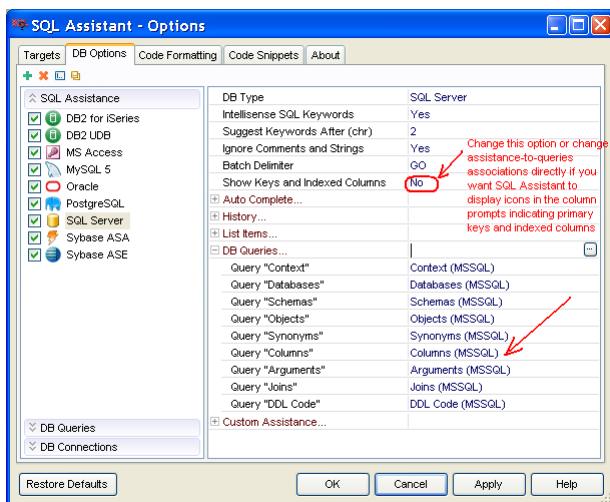 SQL Assistant - Options
Targets DB Options Code Formatting Code Snippets About
SQL Assistance
DB2 for iSeries
DB2 UDB
MS Access
MySQL 5
Oracle
PostgreSQL
SQL Server
Sybase ASA
Sybase ASE
DB Queries
DB Connections
DB Type SQL Server
Intellisense SQL Keywords Yes
Suggest Keywords After (chr) 2
Ignore Comments and Strings Yes
Batch Delimiter GO
Show Keys and Indexed Columns No
Auto Complete...
History...
List Items...
DB Queries... ...
Query "Context" Context (MSSQL)
Query "Databases" Databases (MSSQL)
Query "Schemas" Schemas (MSSQL)
Query "Objects" Objects (MSSQL)
Query "Synonyms" Synonyms (MSSQL)
Query "Columns" Columns (MSSQL)
Query "Arguments" Arguments (MSSQL)
Query "Joins" Joins (MSSQL)
Query "DDL Code" DDL Code (MSSQL)
Custom Assistance...
Change this option or change
assistance-to-queries
associations directly if you
want SQL Assistant to
display icons in the column
prompts indicating primary
keys and indexed columns
Restore Defaults OK Cancel Apply Help